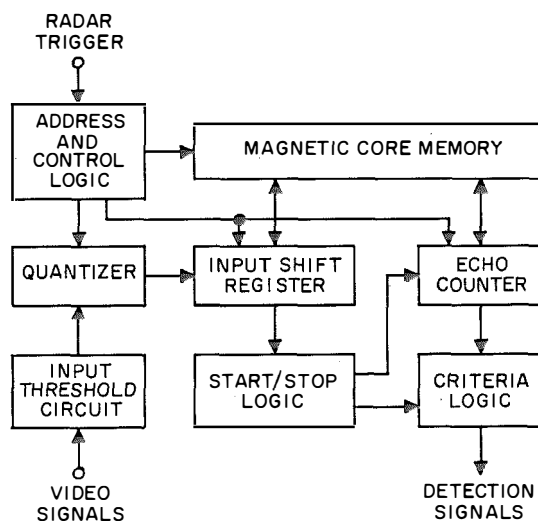 RADAR
TRIGGER
ADDRESS
AND
CONTROL
LOGIC
MAGNETIC CORE MEMORY
QUANTIZER
INPUT SHIFT
REGISTER
ECHO
COUNTER
INPUT
THRESHOLD
CIRCUIT
START/STOP
LOGIC
CRITERIA
LOGIC
VIDEO
SIGNALS
DETECTION
SIGNALS